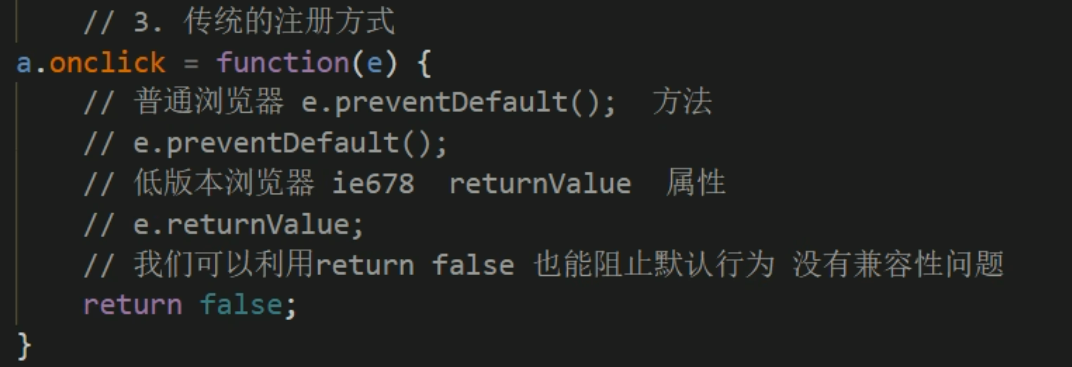 // 3. 传统的注册方式
a.onclick = function(e) {
// 普通浏览器 e.preventDefault();  方法
// e.preventDefault();
// 低版本浏览器 ie678  returnValue  属性
// e.returnValue;
// 我们可以利用return false 也能阻止默认行为 没有兼容性问题
return false;
}